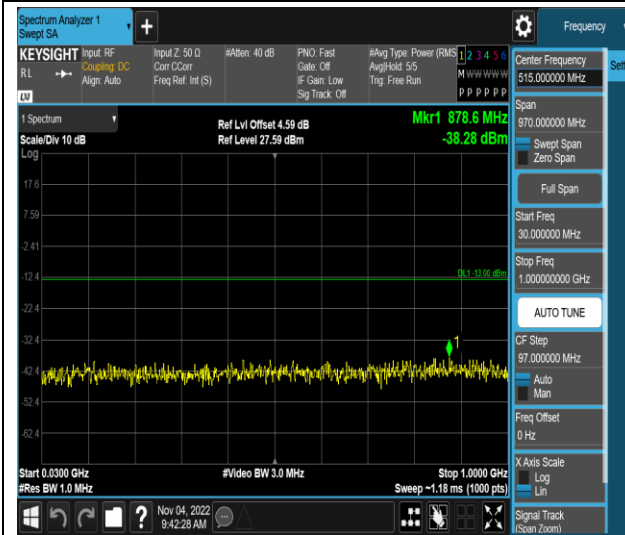 Spectrum Analyzer 1
Swept SA
Frequency
KEYSIGHT
RL
LXI
Input: RF
Coupling: DC
Align: Auto
Input Z: 50 Ω
Corr CCorr
Freq Ref: Int (S)
#Atten: 40 dB
PNO: Fast
Gate: Off
IF Gain: Low
Sig Track: Off
#Avg Type: Power (RMS
Avg|Hold: 5/5
Trig: Free Run
1 2 3 4 5 6
M W W W W W
P P P P P P
1 Spectrum
Scale/Div 10 dB
Log
Ref Lvl Offset 4.59 dB
Ref Level 27.59 dBm
Mkr1 878.6 MHz
-38.28 dBm
17.6
7.59
-2.41
-12.4
-22.4
-32.4
-42.4
-52.4
-62.4
DL1 -13.00 dBm
1
Start 0.0300 GHz
#Res BW 1.0 MHz
#Video BW 3.0 MHz
Stop 1.0000 GHz
Sweep ~1.18 ms (1000 pts)
Nov 04, 2022
9:42:28 AM
Center Frequency
515.000000 MHz
Span
970.000000 MHz
Swept Span
Zero Span
Full Span
Start Freq
30.000000 MHz
Stop Freq
1.000000000 GHz
AUTO TUNE
CF Step
97.000000 MHz
Auto
Man
Freq Offset
0 Hz
X Axis Scale
Log
Lin
Signal Track
(Span Zoom)
Sett